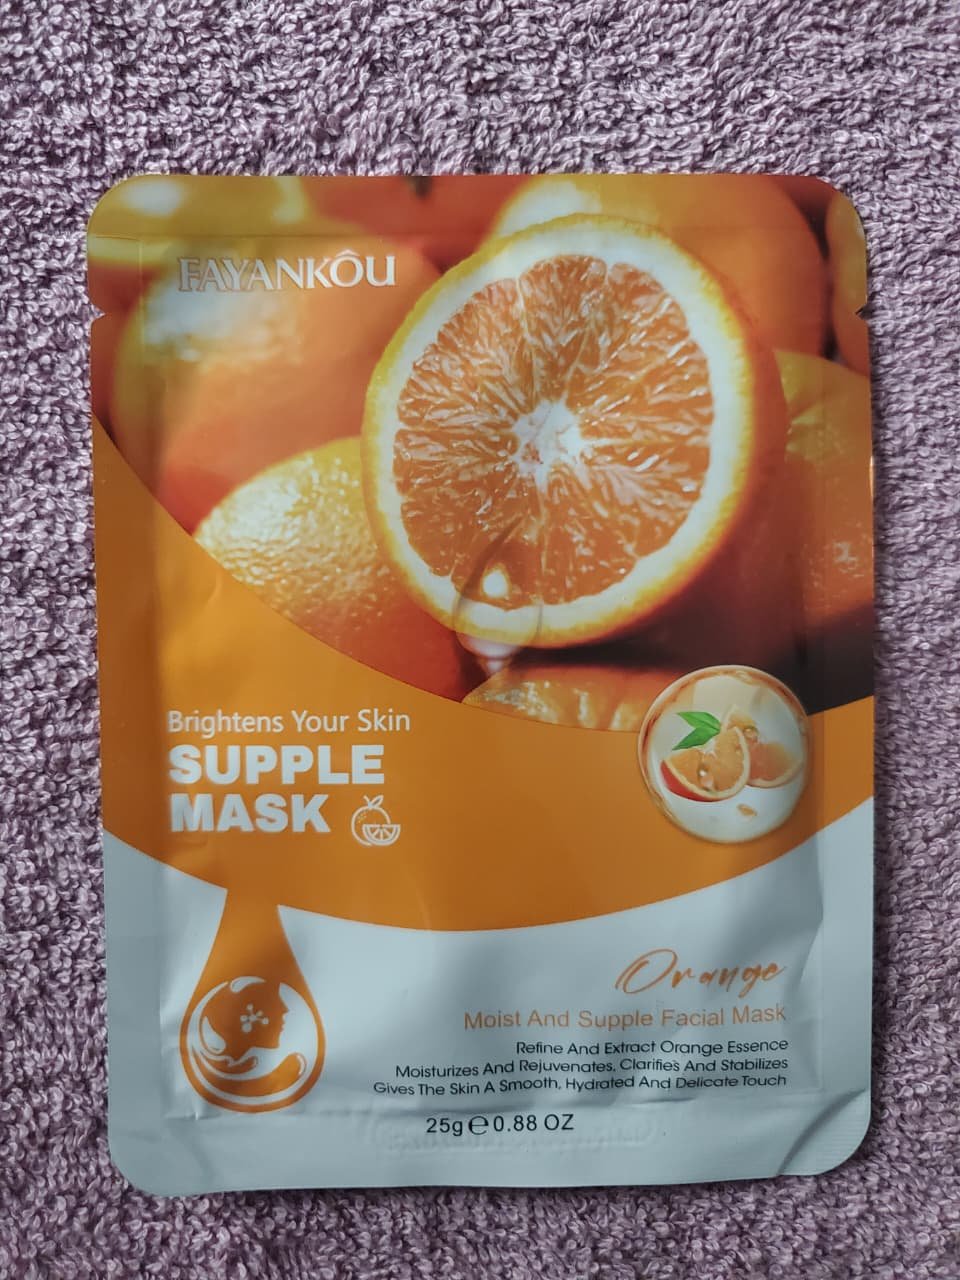 FAYANKÔU
Brightens Your Skin
SUPPLE
MASK
Orange
Moist And Supple Facial Mask
Refine And Extract Orange Essence
Moisturizes And Rejuvenates, Clarifies And Stabilizes
Gives The Skin A Smooth, Hydrated And Delicate Touch
25g℮0.88 OZ